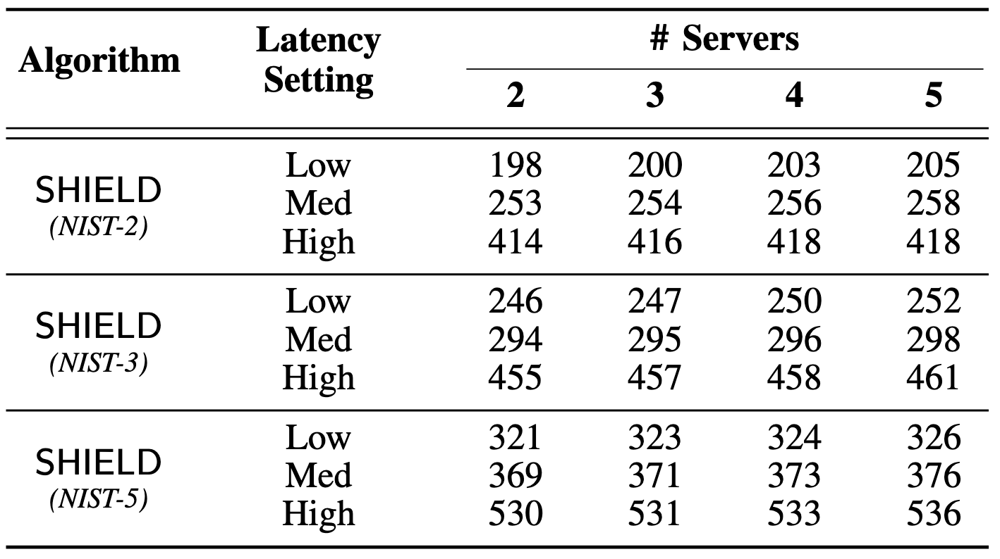 Algorithm Latency Setting # Servers
2 3 4 5
SHIELD (NIST-2)
Low 198 200 203 205
Med 253 254 256 258
High 414 416 418 418
SHIELD (NIST-3)
Low 246 247 250 252
Med 294 295 296 298
High 455 457 458 461
SHIELD (NIST-5)
Low 321 323 324 326
Med 369 371 373 376
High 530 531 533 536